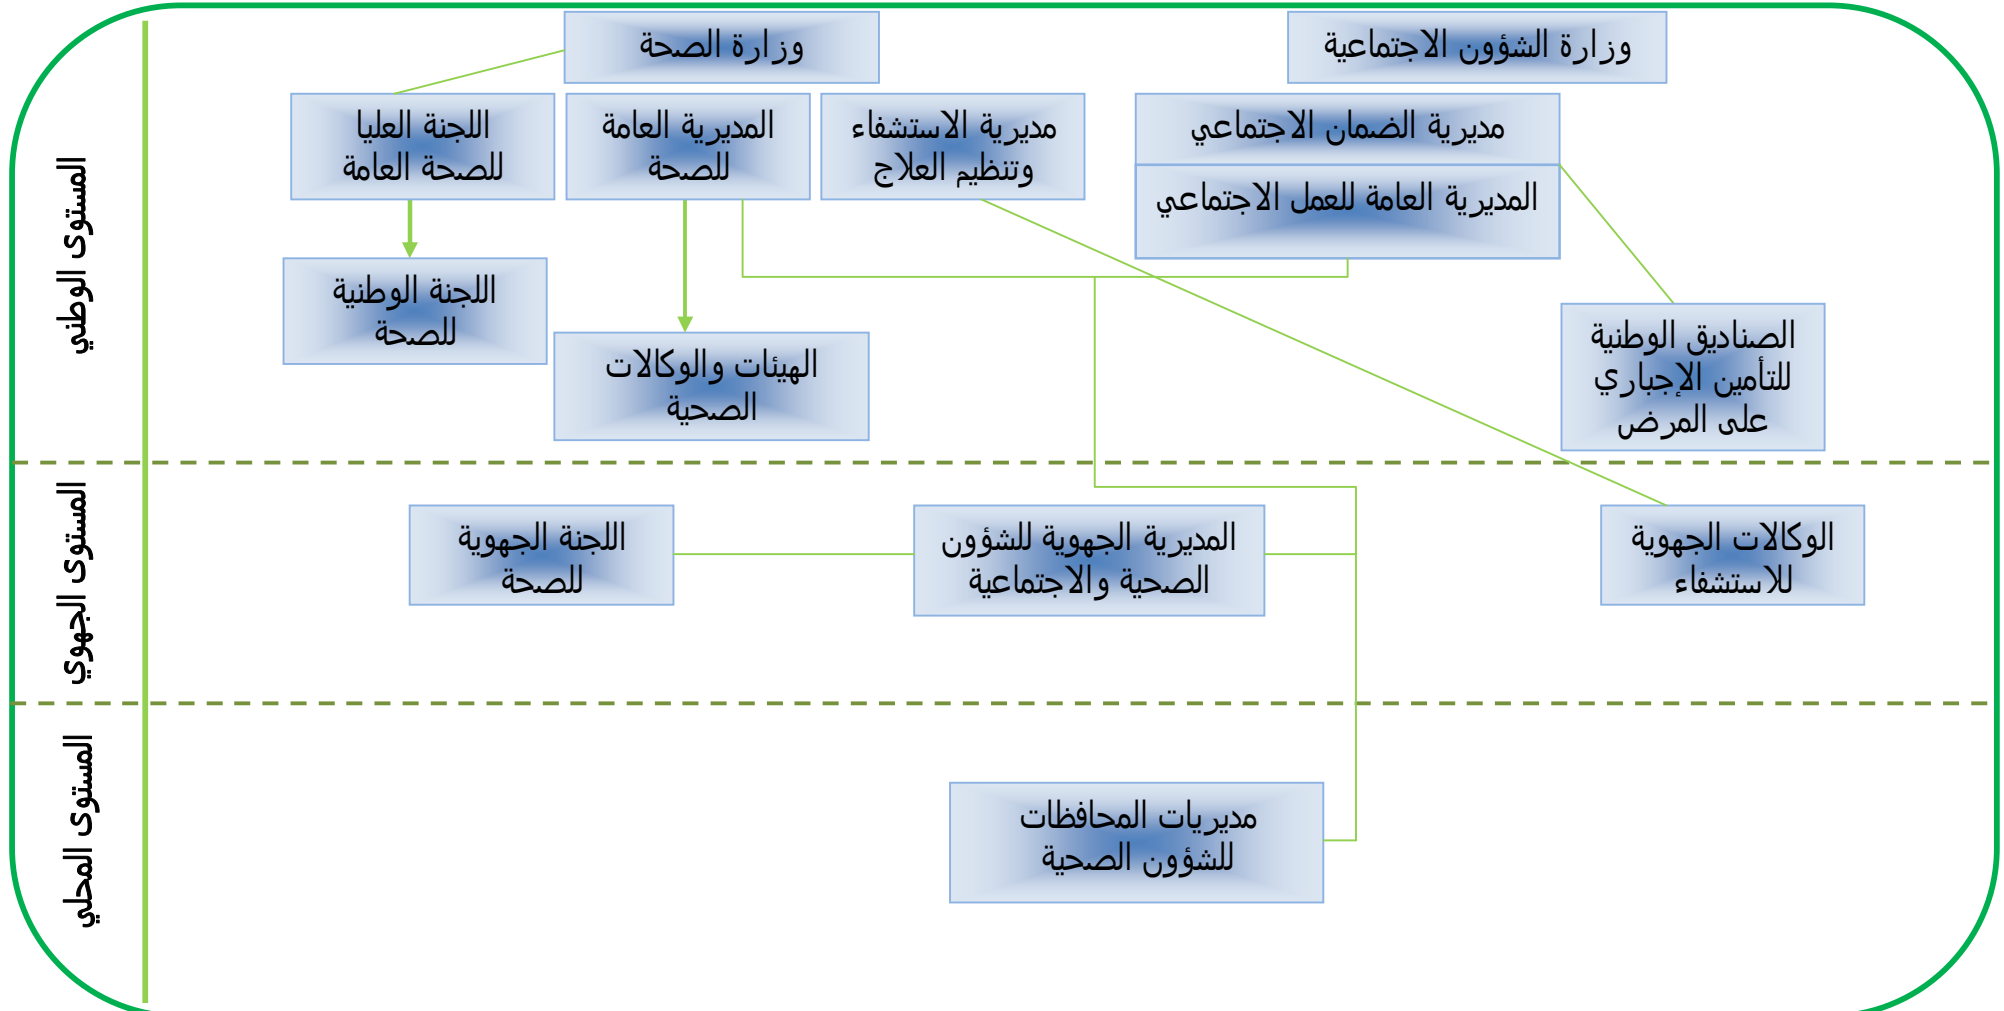 وزارة الشؤون الاجتماعية
وزارة الصحة
المستوى الوطني
مديرية الضمان الاجتماعي
المديرية العامة للعمل الاجتماعي
مديرية الاستشفاء
وتنظيم العلاج
المديرية العامة
للصحة
اللجنة العليا
للصحة العامة
الصناديق الوطنية
للتأمين الإجباري
على المرض
الهيئات والوكالات
الصحية
اللجنة الوطنية
للصحة
المستوى الجهوي
الوكالات الجهوية
للاستشفاء
المديرية الجهوية للشؤون
الصحية والاجتماعية
اللجنة الجهوية
للصحة
المستوى المحلي
مديريات المحافظات
للشؤون الصحية